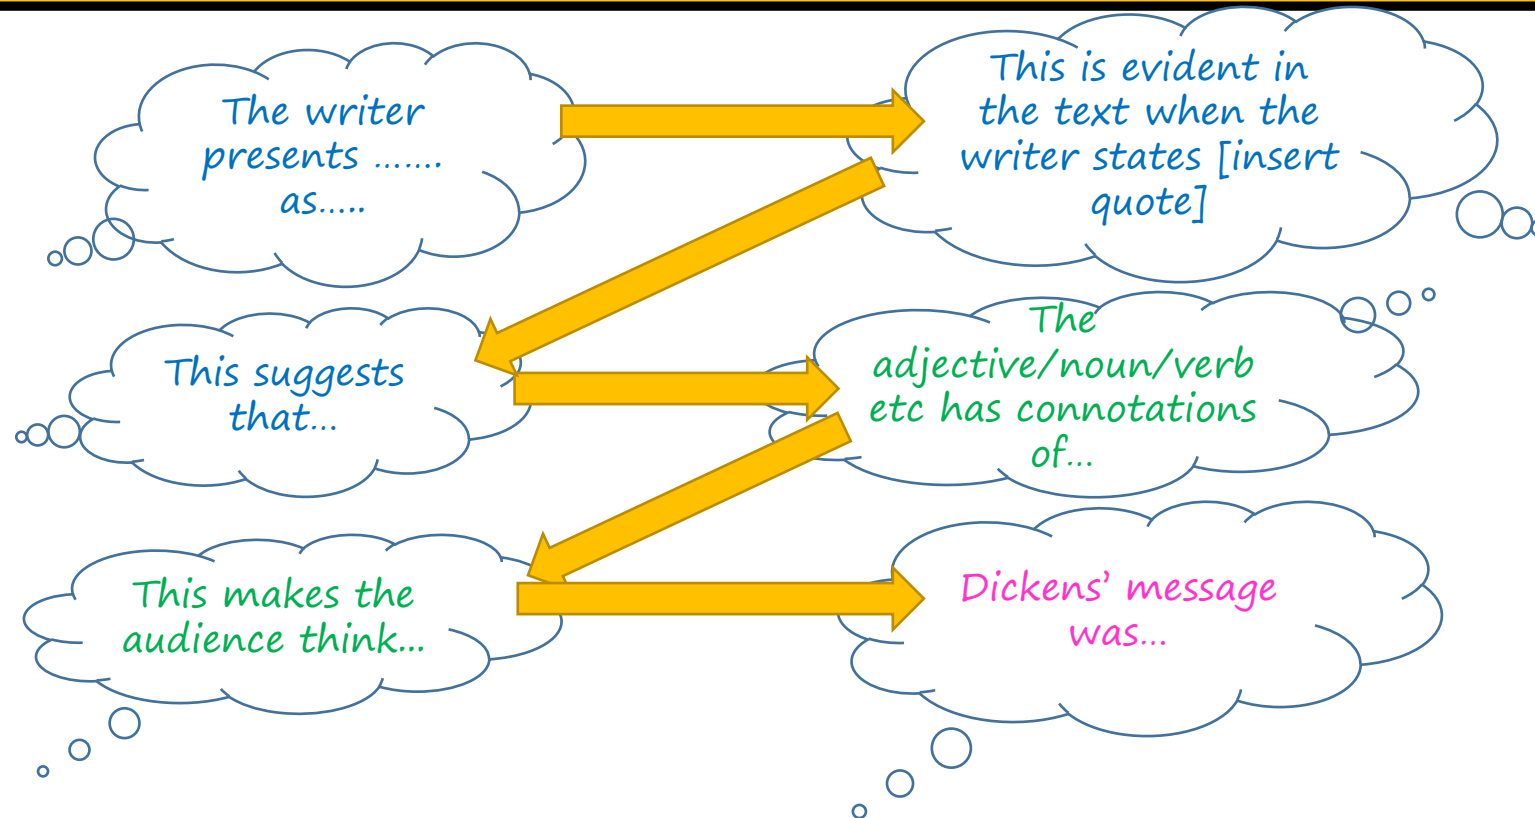 The writer
presents .......
as.....
This is evident in
the text when the
writer states [insert
quote]
This suggests
that...
The
adjective/noun/verb
etc has connotations
of...
This makes the
audience think...
Dickens’ message
was...